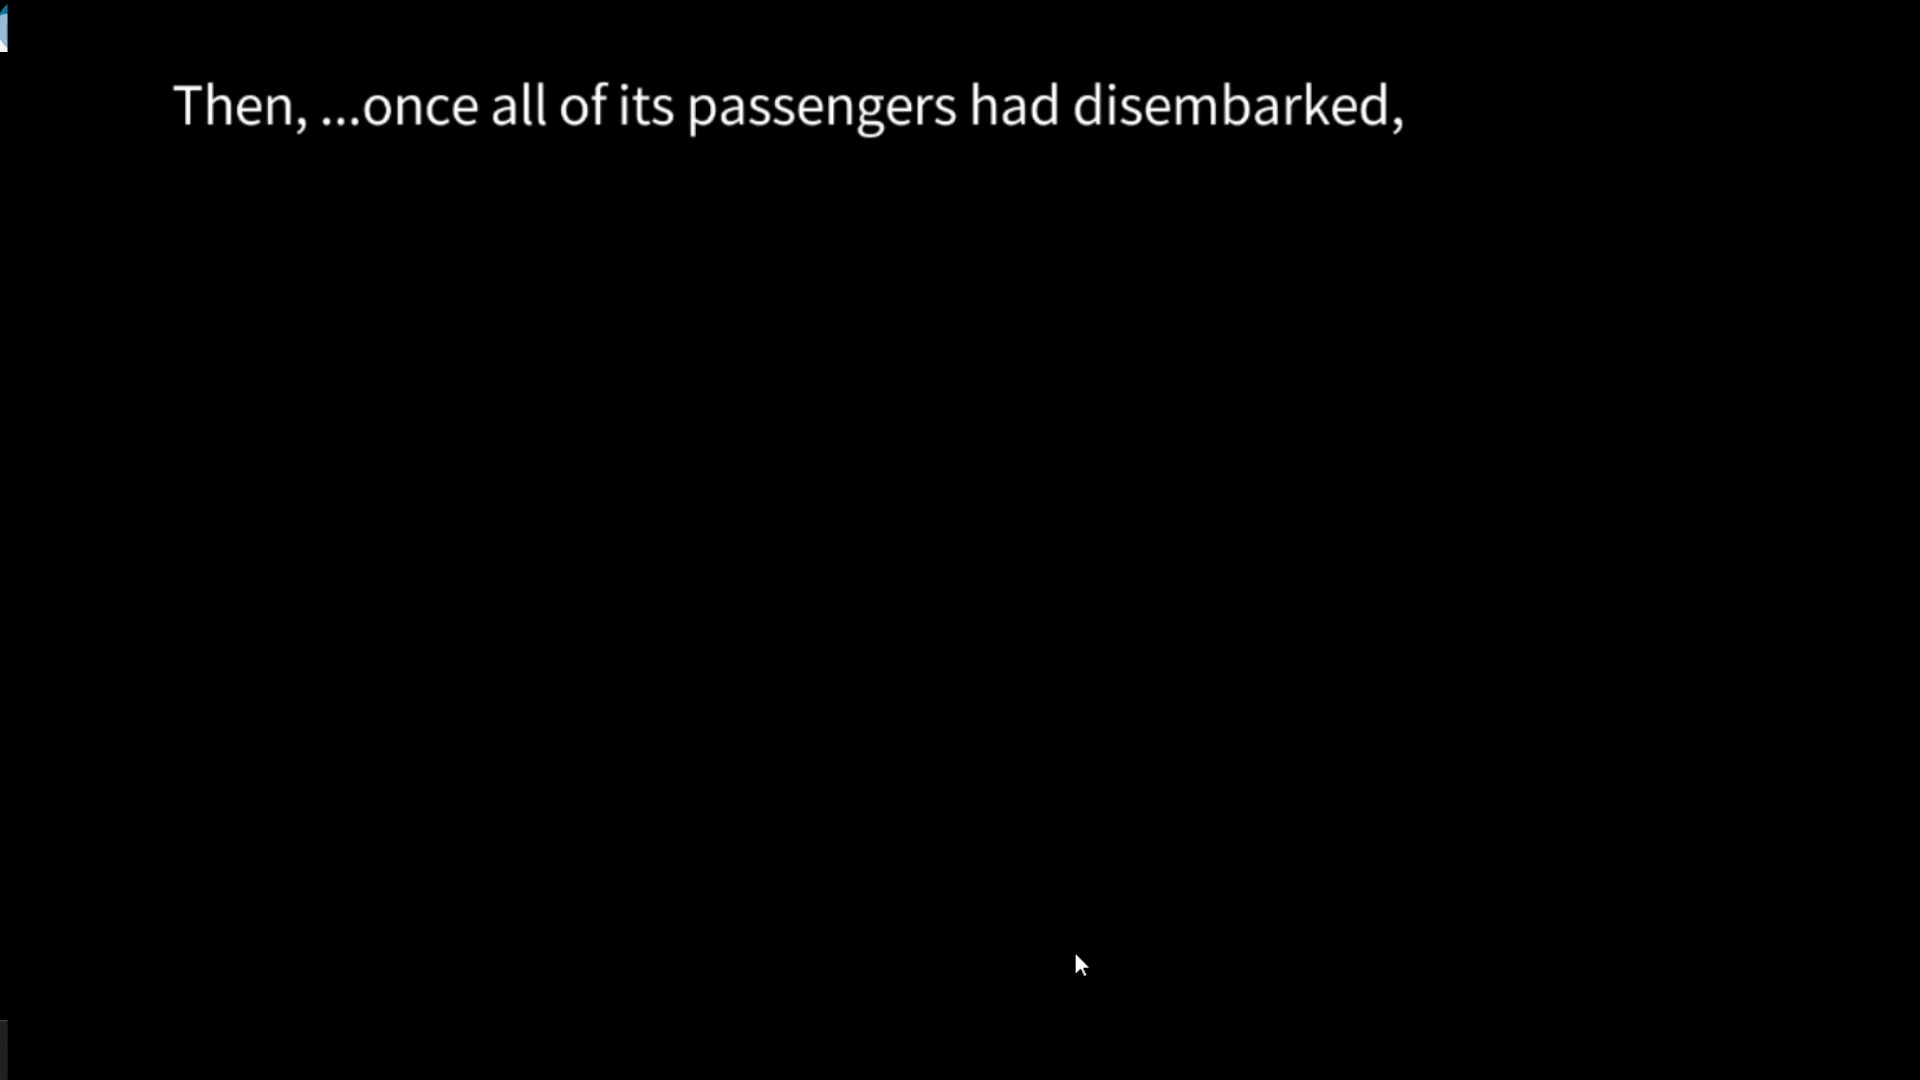 Then, ...once all of its passengers had disembarked,